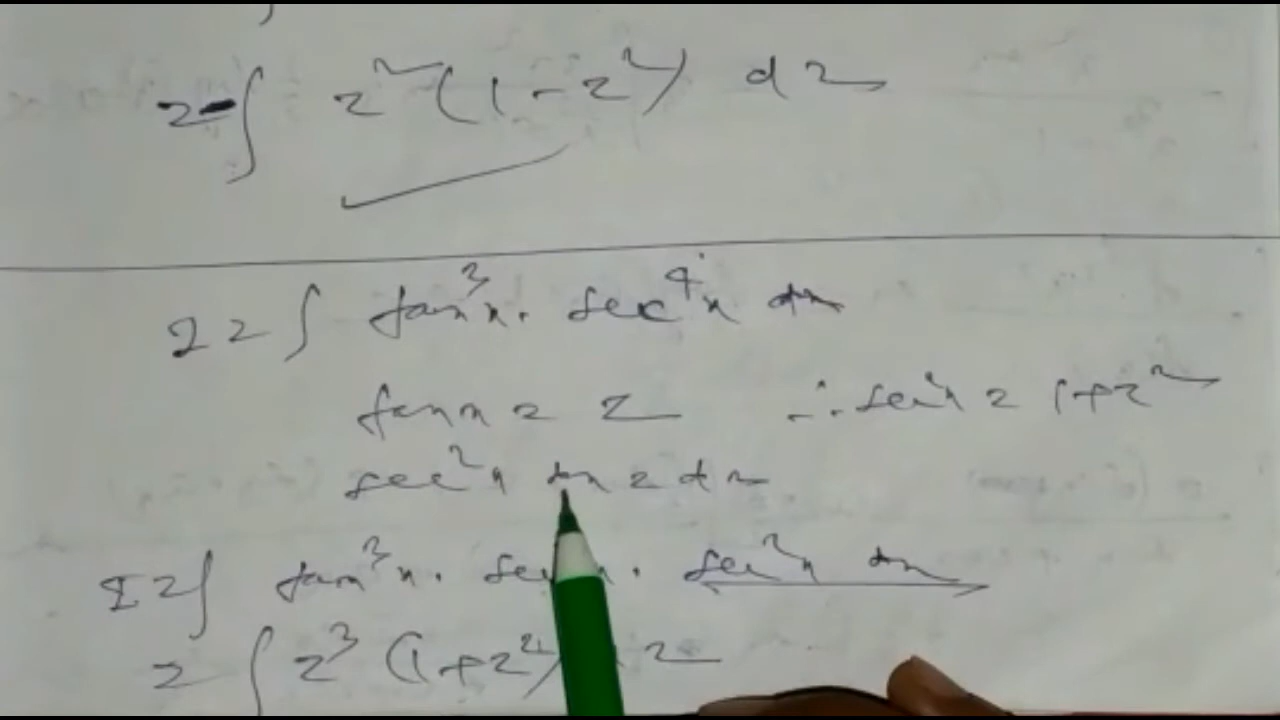 = -∫ z²(1-z²) dz
I = ∫ tan³x. sec⁴x dx
tanx = z ∴ sec²x = 1+z²
sec²x dx = dz
I = ∫ tan³x. sec²x. sec²x dx
= ∫ z³ (1+z²) dz